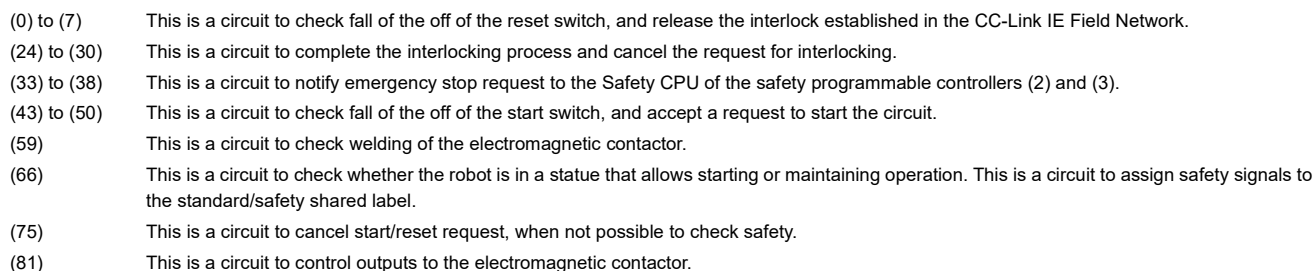 (0) to (7) This is a circuit to check fall of the off of the reset switch, and release the interlock established in the CC-Link IE Field Network.
(24) to (30) This is a circuit to complete the interlocking process and cancel the request for interlocking.
(33) to (38) This is a circuit to notify emergency stop request to the Safety CPU of the safety programmable controllers (2) and (3).
(43) to (50) This is a circuit to check fall of the off of the start switch, and accept a request to start the circuit.
(59) This is a circuit to check welding of the electromagnetic contactor.
(66) This is a circuit to check whether the robot is in a statue that allows starting or maintaining operation. This is a circuit to assign safety signals to
the standard/safety shared label.
(75) This is a circuit to cancel start/reset request, when not possible to check safety.
(81) This is a circuit to control outputs to the electromagnetic contactor.